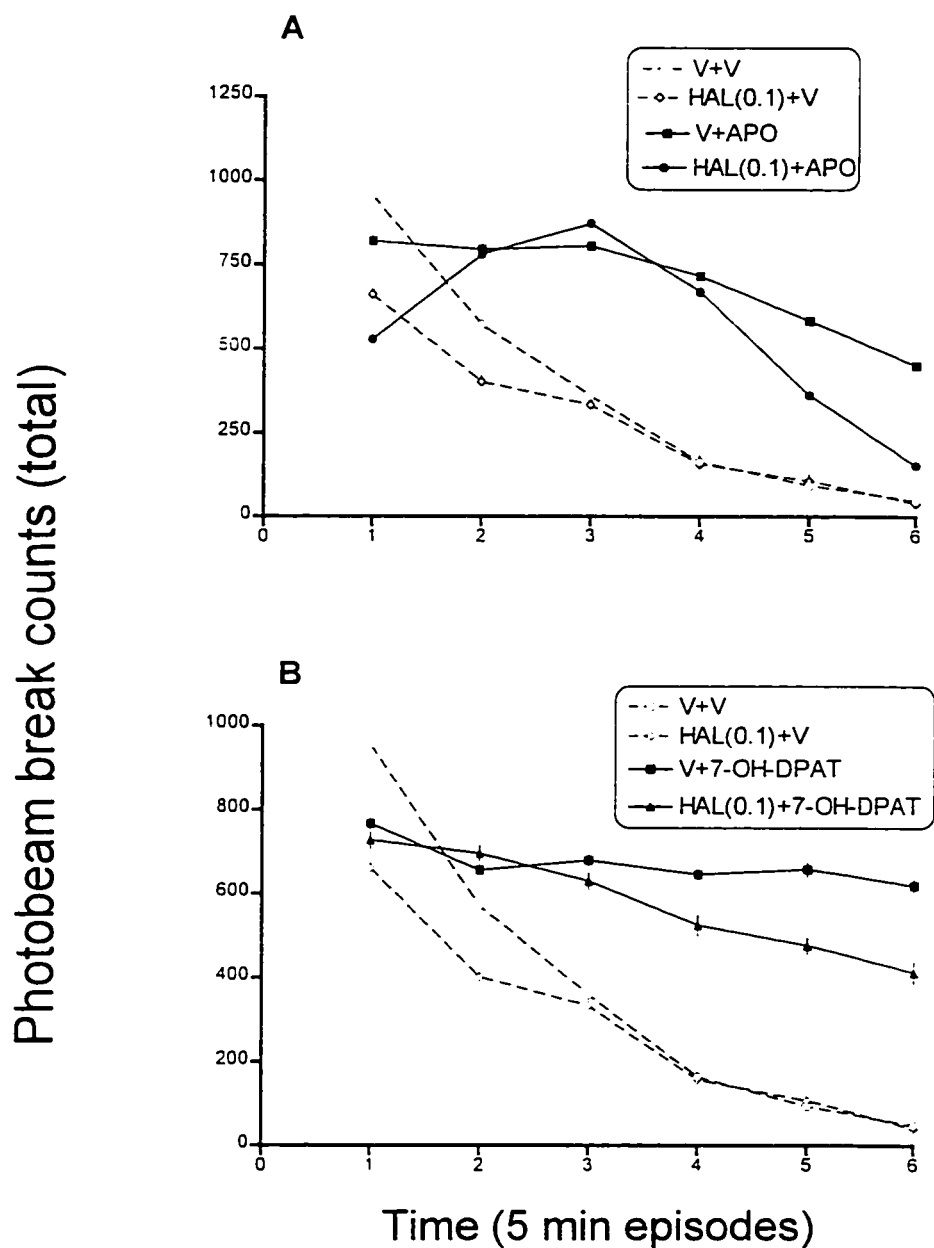 A
V+V
HAL(0.1)+V
V+APO
HAL(0.1)+APO
1250
1000
750
500
250
0
0 1 2 3 4 5 6
Photobeam break counts (total)
B
V+V
HAL(0.1)+V
V+7-OH-DPAT
HAL(0.1)+7-OH-DPAT
1000
800
600
400
200
0
0 1 2 3 4 5 6
Time (5 min episodes)